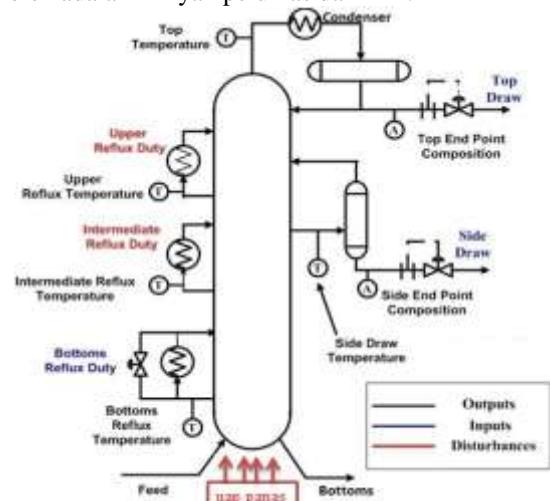 Condenser
Top
Temperature
Top
Draw
Upper
Reflux Duty
Top End Point
Composition
Upper
Reflux Temperature
Intermediate
Reflux Duty
Side
Draw
Intermediate Reflux
Temperature
Side End Point
Composition
Bottoms
Reflux Duty
Side Draw
Temperature
Bottoms
Reflux
Temperature
Outputs
Inputs
Disturbances
Feed
Bottoms
T
A
T
T
T
A
T